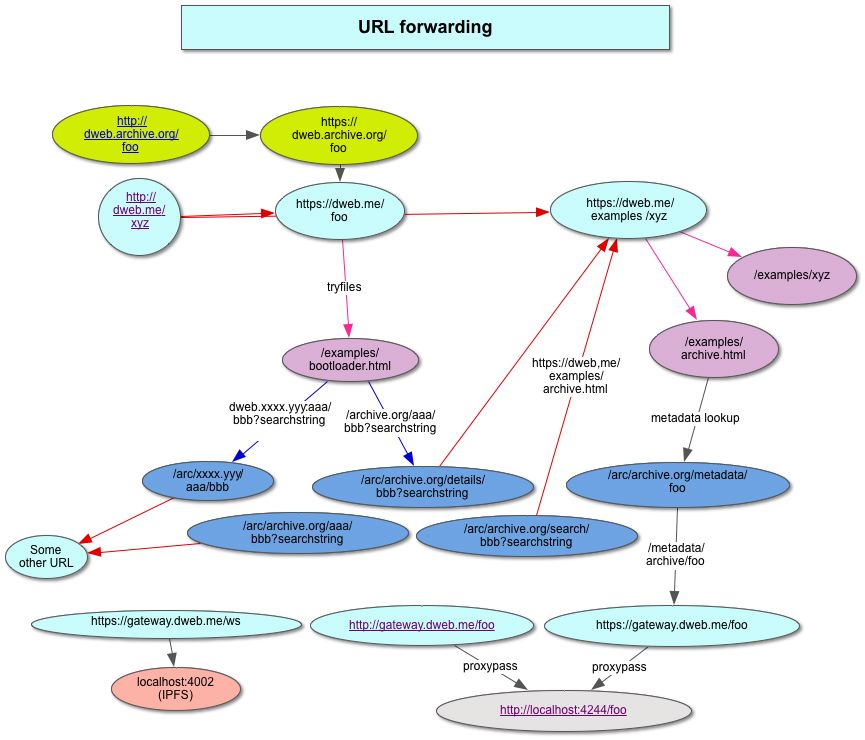 URL forwarding
http://
dweb.archive.org/
foo
https://
dweb.archive.org/
foo
http://
dweb.me/
xyz
https://dweb.me/
foo
https://dweb.me/
examples /xyz
/examples/xyz
tryfiles
/examples/
bootloader.html
/examples/
archive.html
https://dweb,me/
examples/
archive.html
dweb.xxxx.yyy:aaa/
bbb?searchstring
/archive.org/aaa/
bbb?searchstring
metadata lookup
/arc/xxxx.yyy/
aaa/bbb
/arc/archive.org/details/
bbb?searchstring
/arc/archive.org/metadata/
foo
/arc/archive.org/aaa/
bbb?searchstring
/arc/archive.org/search/
bbb?searchstring
Some
other URL
/metadata/
archive/foo
https://gateway.dweb.me/ws
http://gateway.dweb.me/foo
https://gateway.dweb.me/foo
proxypass
proxypass
localhost:4002
(IPFS)
http://localhost:4244/foo